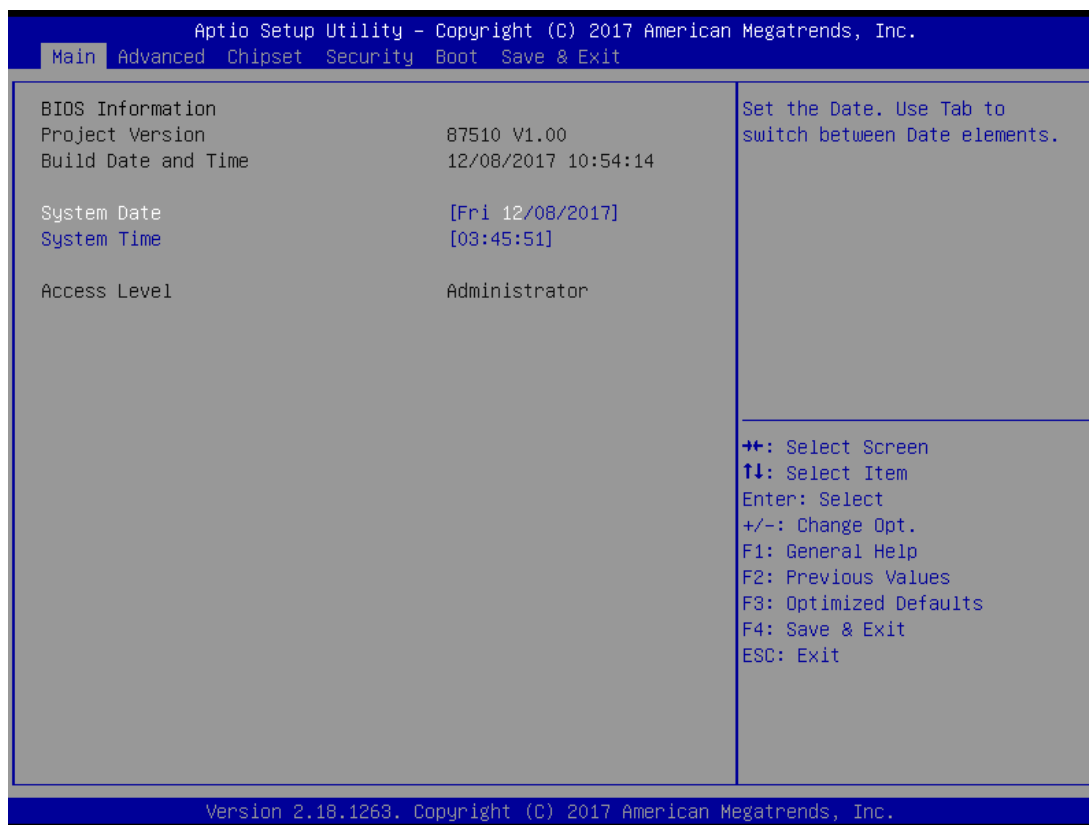 Aptio Setup Utility – Copyright (C) 2017 American Megatrends, Inc.
Main Advanced Chipset Security Boot Save & Exit
BIOS Information
Project Version 87510 V1.00
Build Date and Time 12/08/2017 10:54:14
System Date [Fri 12/08/2017]
System Time [03:45:51]
Access Level Administrator
Set the Date. Use Tab to
switch between Date elements.
→←: Select Screen
↑↓: Select Item
Enter: Select
+/-: Change Opt.
F1: General Help
F2: Previous Values
F3: Optimized Defaults
F4: Save & Exit
ESC: Exit
Version 2.18.1263. Copyright (C) 2017 American Megatrends, Inc.